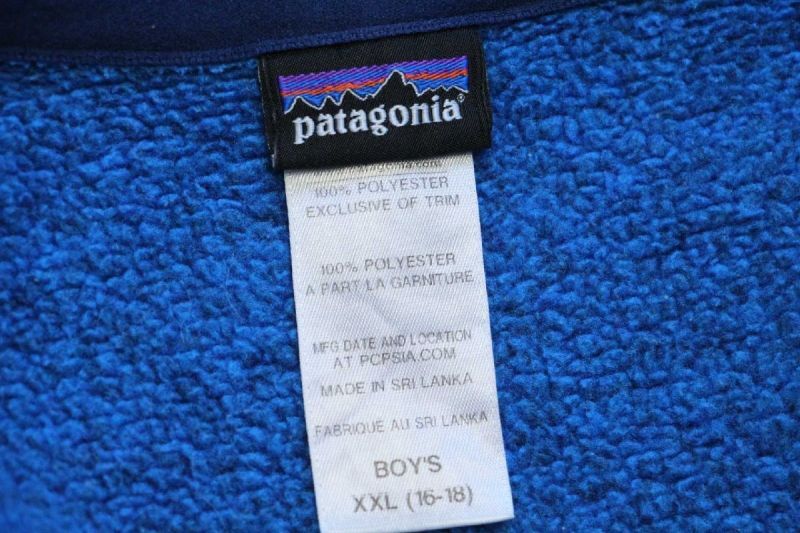 patagonia®
100% POLYESTER
EXCLUSIVE OF TRIM
100% POLYESTER
A PART LA GARNITURE
MFG DATE AND LOCATION
AT PCPSIA.COM
MADE IN SRI LANKA
FABRIQUE AU SRI LANKA
BOY'S
XXL (16-18)